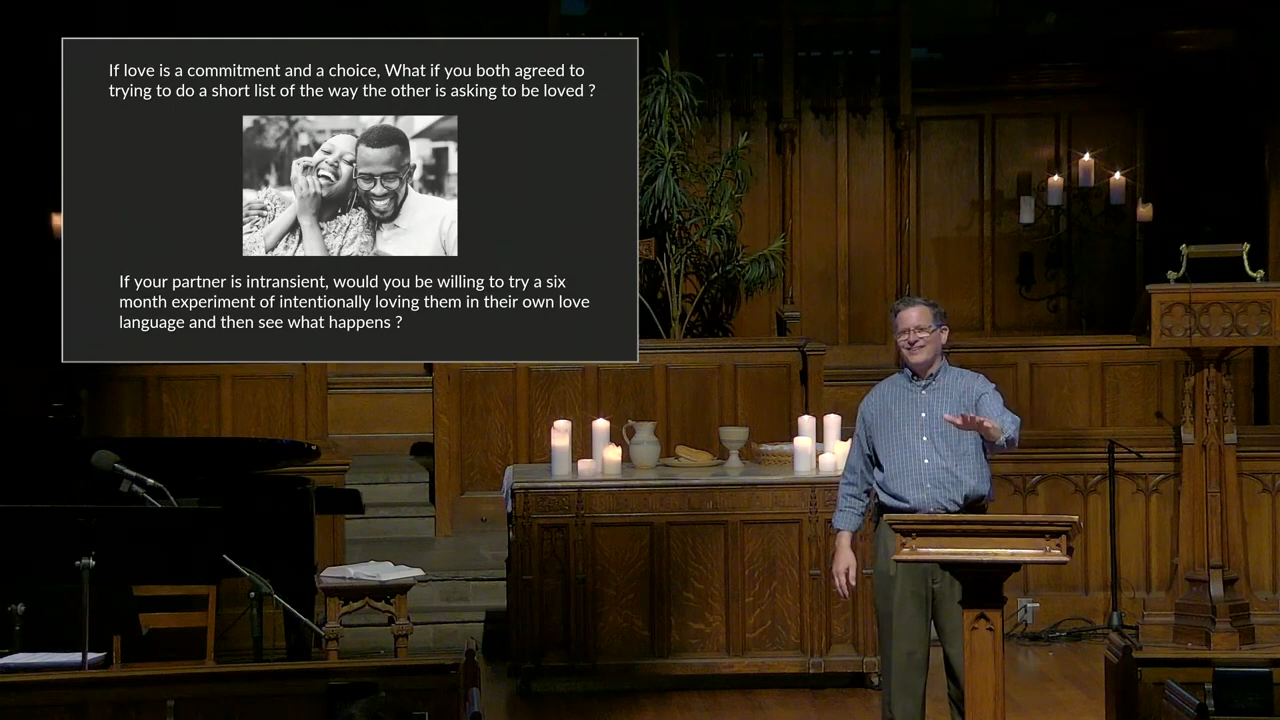 If love is a commitment and a choice, What if you both agreed to
trying to do a short list of the way the other is asking to be loved ?
If your partner is intransient, would you be willing to try a six
month experiment of intentionally loving them in their own love
language and then see what happens ?